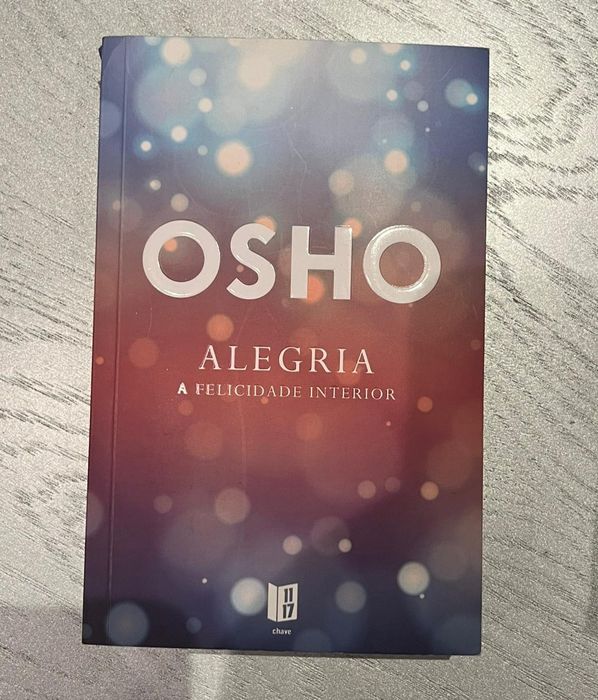 OSHO
ALEGRIA
A FELICIDADE INTERIOR
11
17
chave